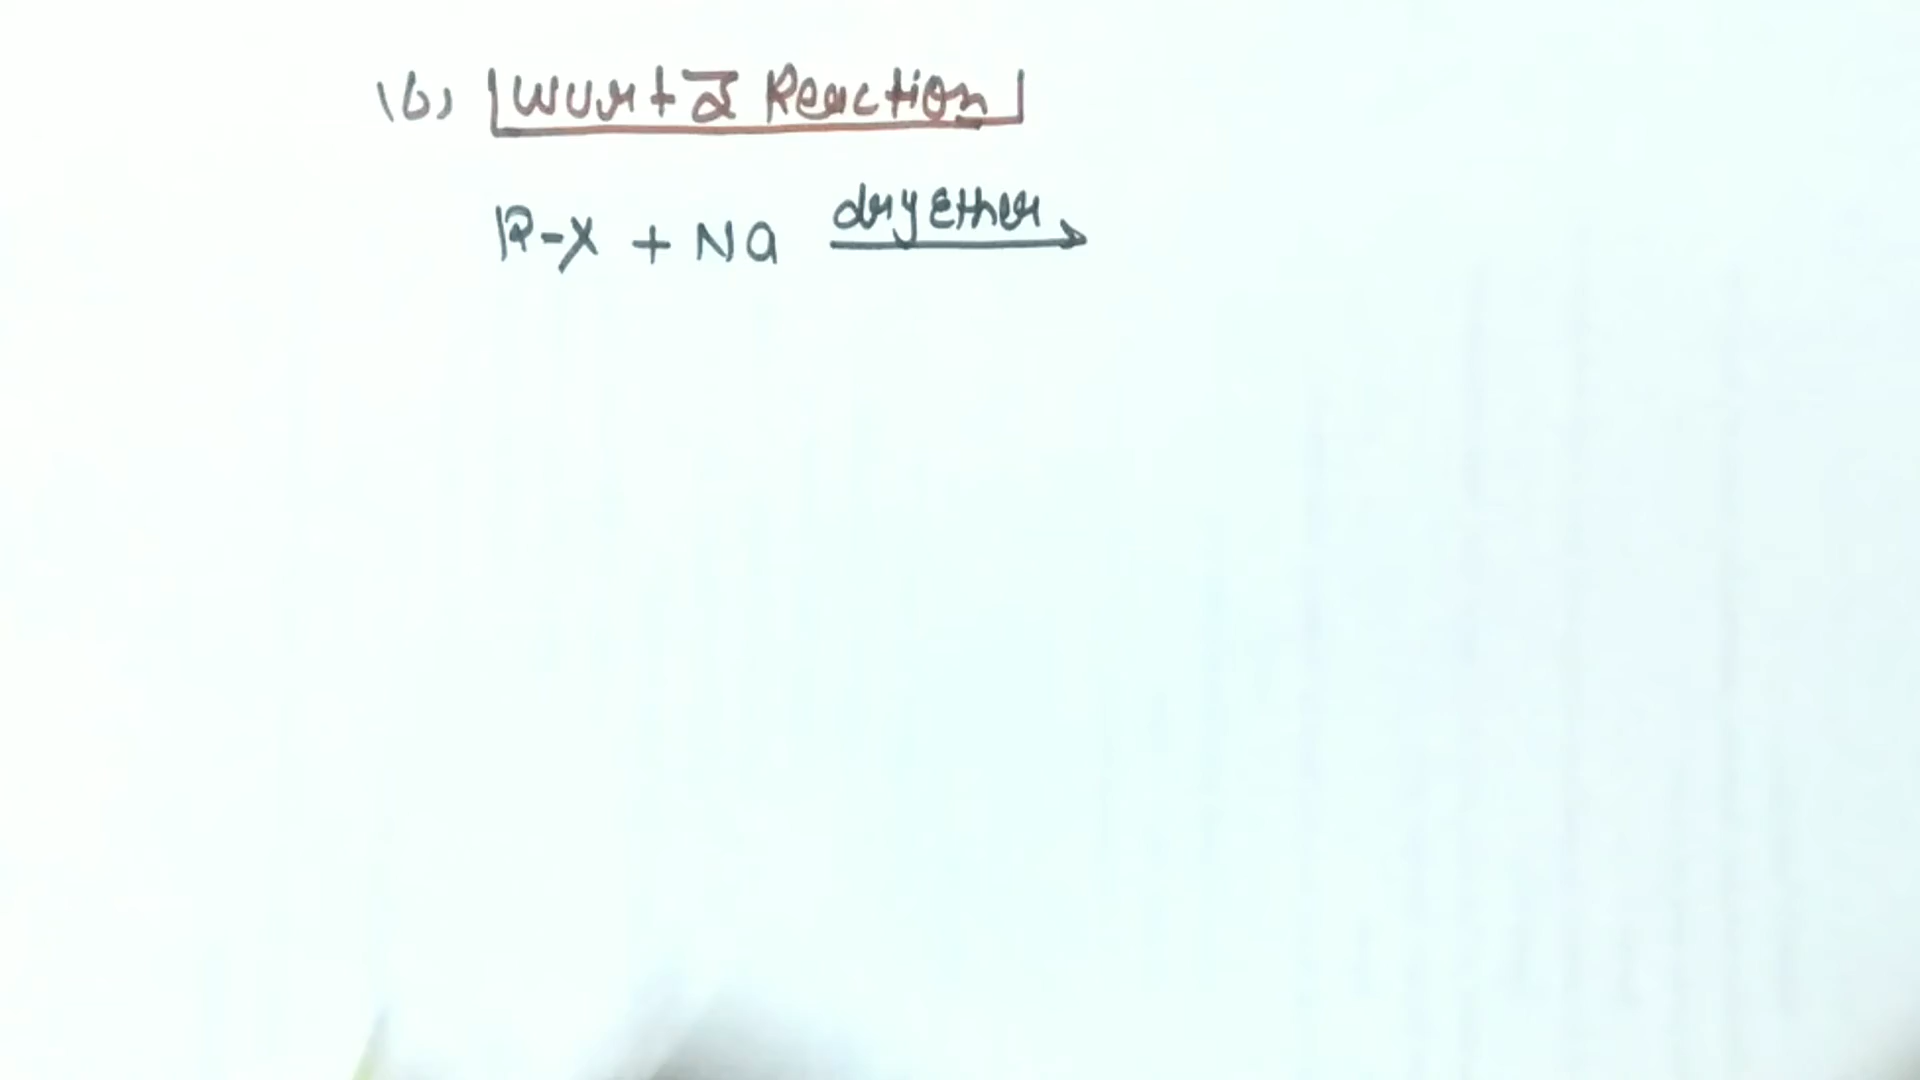 (b) Wurtz Reaction
R-X + Na dry Ether →